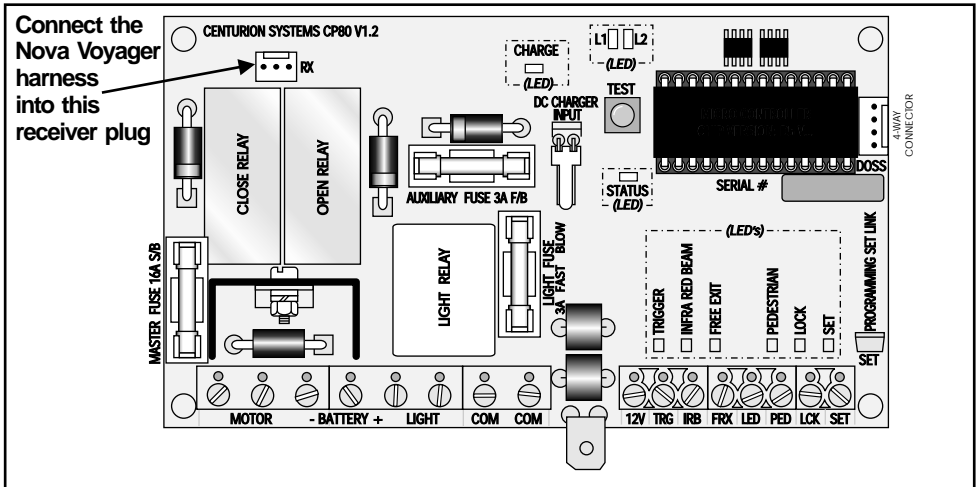 Connect the
Nova Voyager
harness
into this
receiver plug
CENTURION SYSTEMS CP80 V1.2
RX
CHARGE
(LED)
L1 L2
(LED)
TEST
DC CHARGER
INPUT
4-WAY
CONNECTOR
DOSS
SERIAL #
STATUS
(LED)
CLOSE RELAY
OPEN RELAY
AUXILIARY FUSE 3A F/B
MASTER FUSE 16A S/B
LIGHT RELAY
LIGHT FUSE
3A FAST BLOW
(LED's)
TRIGGER
INFRA RED BEAM
FREE EXIT
PEDESTRIAN
LOCK
SET
PROGRAMMING SET LINK
SET
MOTOR - BATTERY + LIGHT COM COM 12V TRG IRB FRX LED PED LCK SET